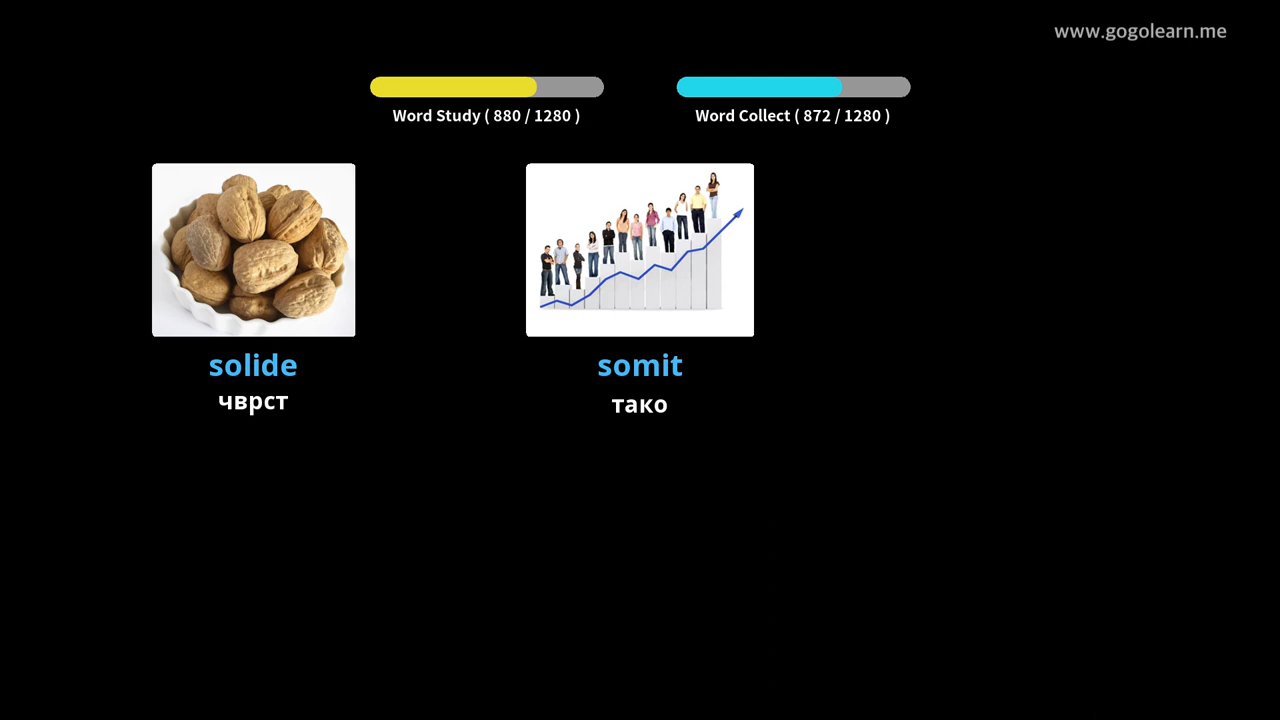 www.gogolearn.me
Word Study ( 880 / 1280 )
Word Collect ( 872 / 1280 )
solide
чврст
somit
тако